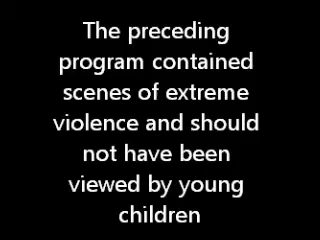 The preceding
program contained
scenes of extreme
violence and should
not have been
viewed by young
children